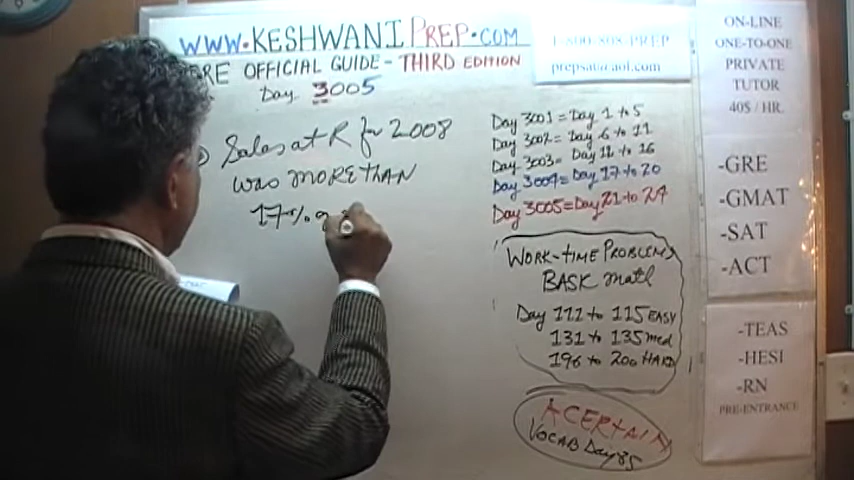 WWW.KESHWANIPREP.COM
GRE OFFICIAL GUIDE - THIRD EDITION
Day 3005
Sales at R for 2008
was MORE THAN
17%
Day 3001 = Day 1 to 5
Day 3002 = Day 6 to 11
Day 3003 = Day 12 to 16
Day 3004 = Day 17 to 20
Day 3005 = Day 21 to 24
WORK-TIME PROBLEMS
BASK math
Day 111 to 115 EASY
131 to 135 med
196 to 200 HARD
ACERTAIN
VOCAB Day 85
1-800-808-PREP
prepsat@aol.com
ON-LINE
ONE-TO-ONE
PRIVATE
TUTOR
40$ / HR.
-GRE
-GMAT
-SAT
-ACT
-TEAS
-HESI
-RN
PRE-ENTRANCE